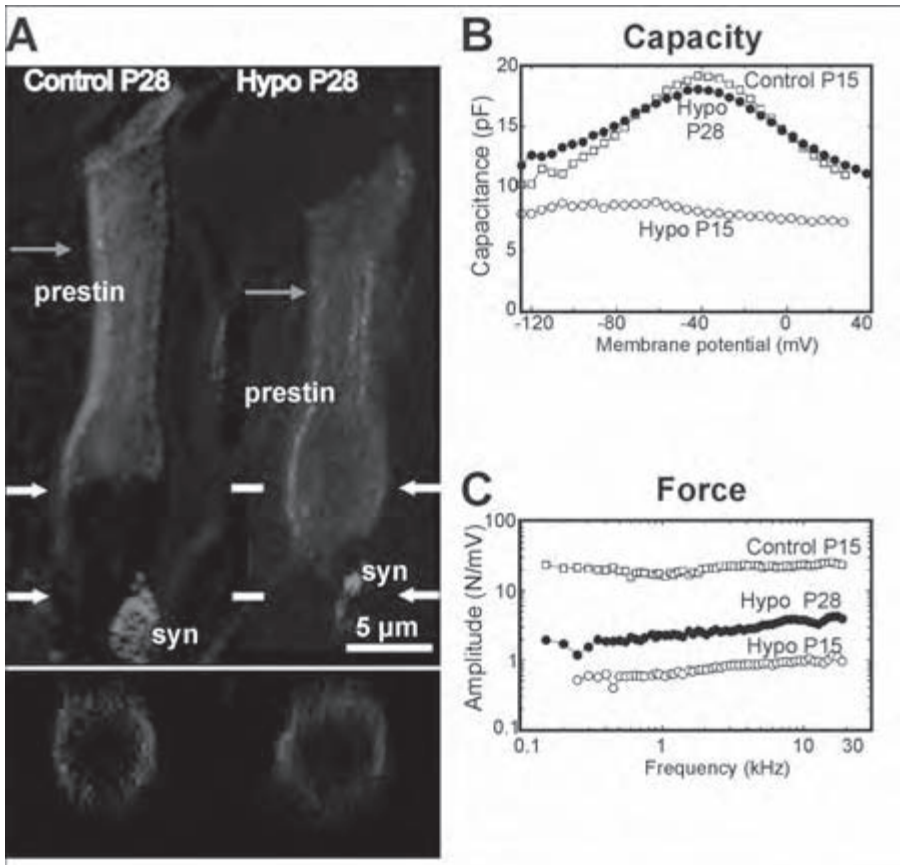 A
Control P28
Hypo P28
prestin
prestin
syn
syn
5 µm
B
Capacity
Capacitance (pF)
20
15
10
5
0
Control P15
Hypo
P28
Hypo P15
-120
-80
-40
0
40
Membrane potential (mV)
C
Force
Amplitude (N/mV)
100
10
1
0.1
Control P15
Hypo P28
Hypo P15
0.1
1
10
30
Frequency (kHz)